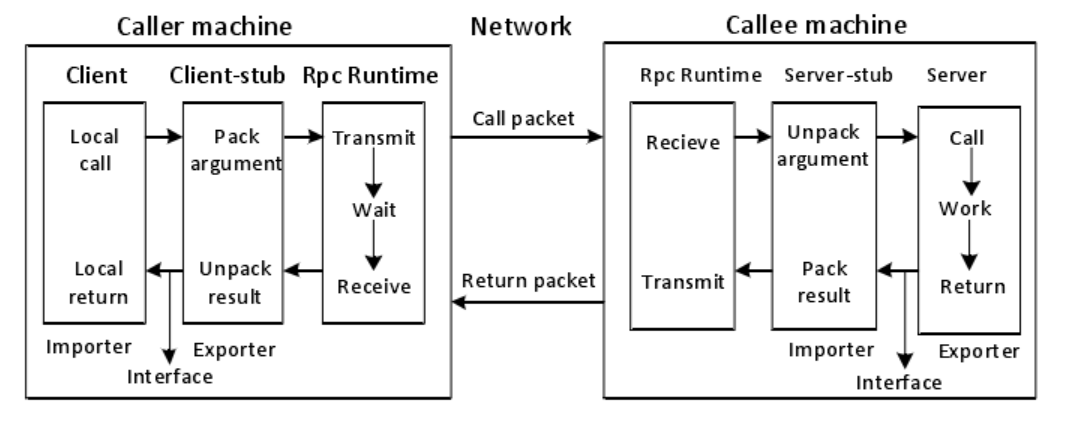 Caller machine
Network
Callee machine
Client
Client-stub
Rpc Runtime
Rpc Runtime
Server-stub
Server
Local
call
Pack
argument
Transmit
Wait
Receive
Call packet
Recieve
Unpack
argument
Call
Work
Return
Local
return
Unpack
result
Return packet
Transmit
Pack
result
Importer
Exporter
Interface
Importer
Exporter
Interface